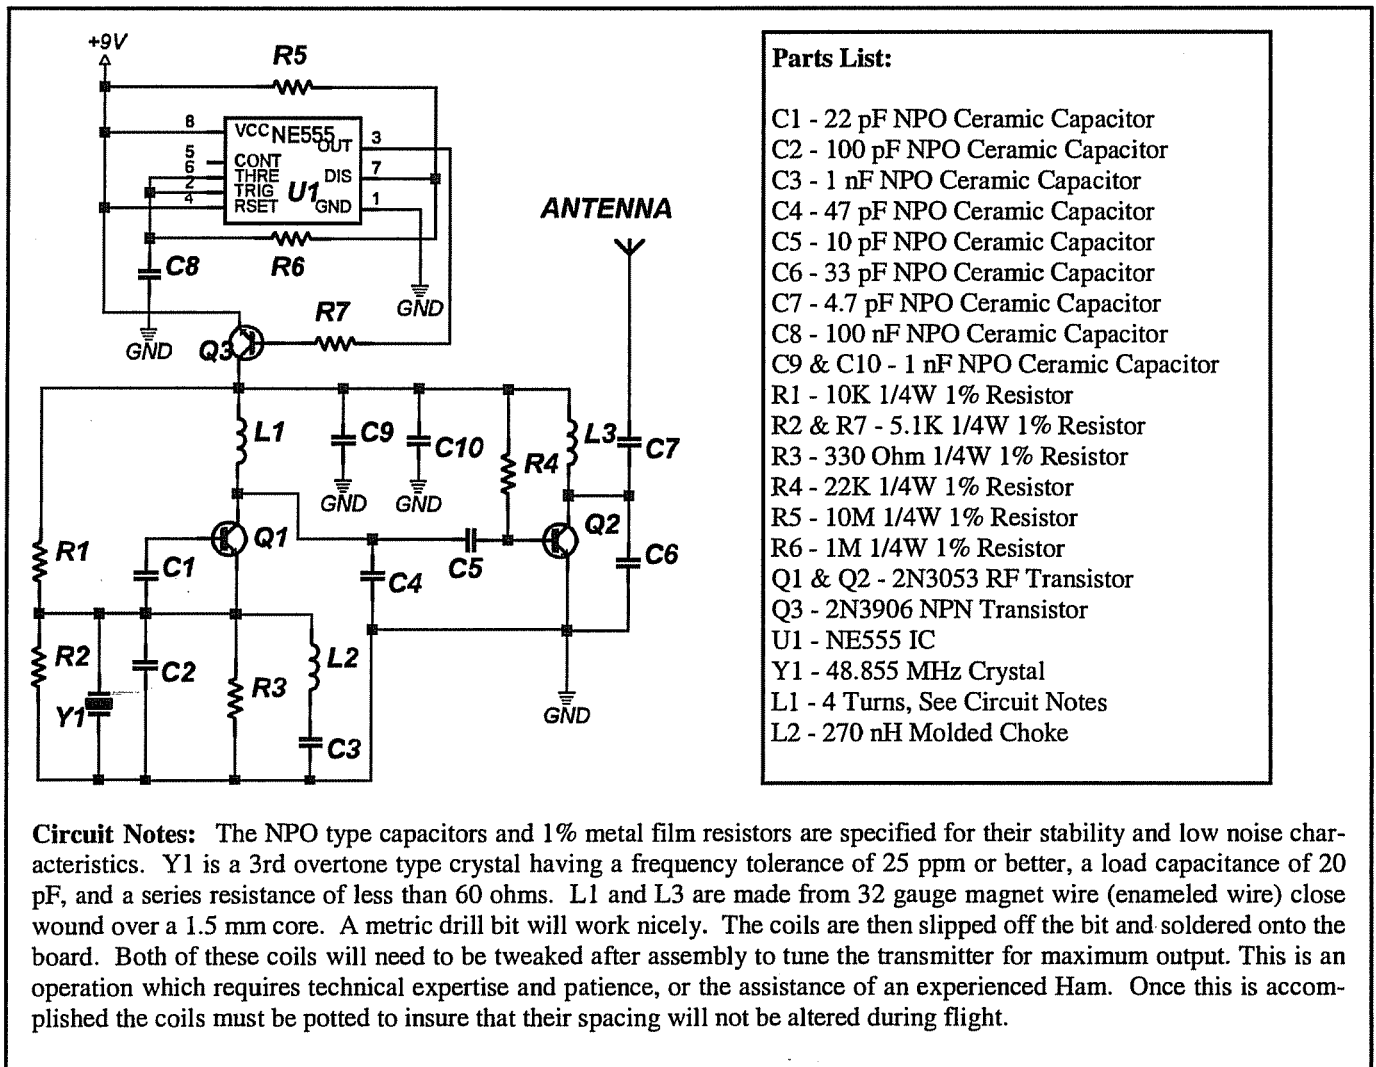 +9V
R5
8
VCC NE555
OUT
3
5
CONT
6
THRE
DIS
7
2
TRIG
U1
4
RSET
GND
1
ANTENNA
C8
R6
GND
R7
GND
Q3
L1
C9
C10
R4
L3
C7
GND
GND
Q1
Q2
R1
C1
C4
C5
C6
R2
C2
R3
L2
Y1
C3
GND
Parts List:
C1 - 22 pF NPO Ceramic Capacitor
C2 - 100 pF NPO Ceramic Capacitor
C3 - 1 nF NPO Ceramic Capacitor
C4 - 47 pF NPO Ceramic Capacitor
C5 - 10 pF NPO Ceramic Capacitor
C6 - 33 pF NPO Ceramic Capacitor
C7 - 4.7 pF NPO Ceramic Capacitor
C8 - 100 nF NPO Ceramic Capacitor
C9 & C10 - 1 nF NPO Ceramic Capacitor
R1 - 10K 1/4W 1% Resistor
R2 & R7 - 5.1K 1/4W 1% Resistor
R3 - 330 Ohm 1/4W 1% Resistor
R4 - 22K 1/4W 1% Resistor
R5 - 10M 1/4W 1% Resistor
R6 - 1M 1/4W 1% Resistor
Q1 & Q2 - 2N3053 RF Transistor
Q3 - 2N3906 NPN Transistor
U1 - NE555 IC
Y1 - 48.855 MHz Crystal
L1 - 4 Turns, See Circuit Notes
L2 - 270 nH Molded Choke
Circuit Notes: The NPO type capacitors and 1% metal film resistors are specified for their stability and low noise char-
acteristics. Y1 is a 3rd overtone type crystal having a frequency tolerance of 25 ppm or better, a load capacitance of 20
pF, and a series resistance of less than 60 ohms. L1 and L3 are made from 32 gauge magnet wire (enameled wire) close
wound over a 1.5 mm core. A metric drill bit will work nicely. The coils are then slipped off the bit and soldered onto the
board. Both of these coils will need to be tweaked after assembly to tune the transmitter for maximum output. This is an
operation which requires technical expertise and patience, or the assistance of an experienced Ham. Once this is accom-
plished the coils must be potted to insure that their spacing will not be altered during flight.